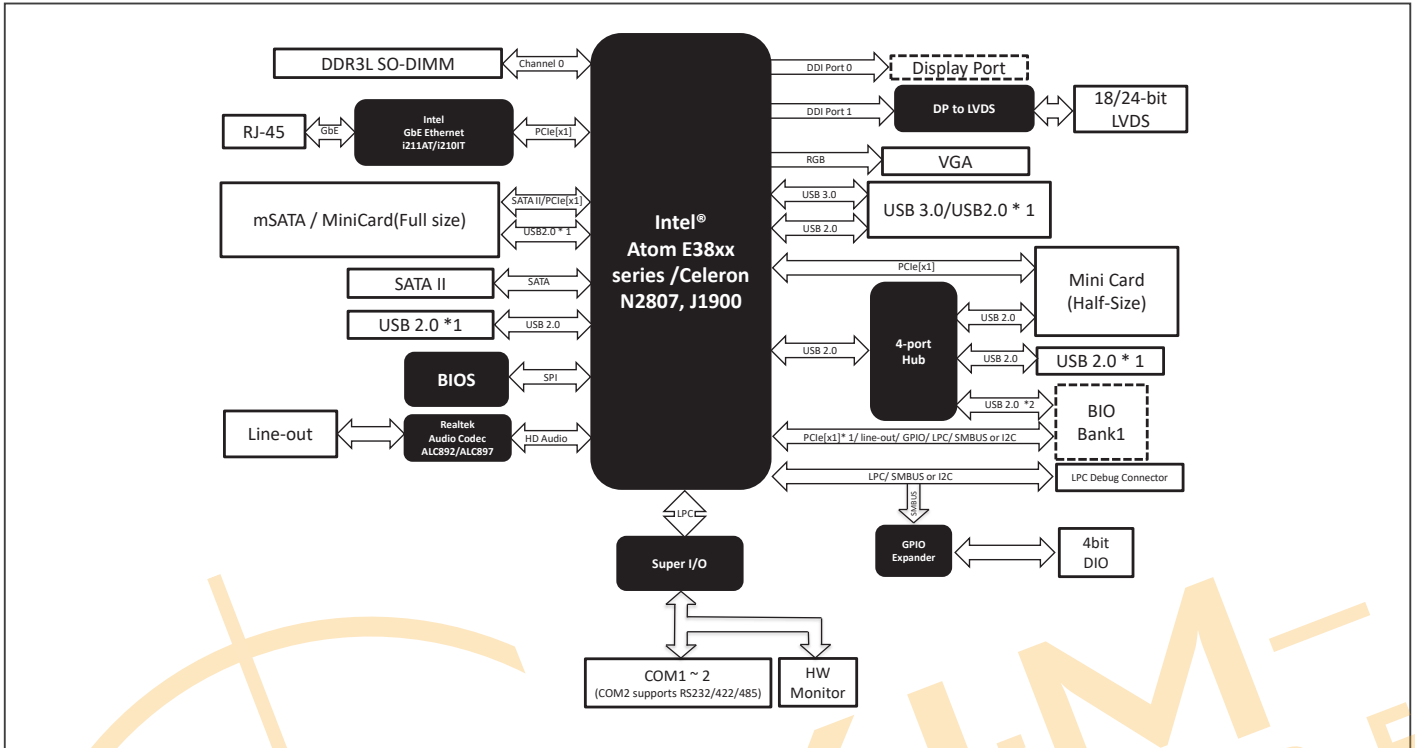 DDR3L SO-DIMM
Channel 0
DDI Port 0
Display Port
DDI Port 1
DP to LVDS
18/24-bit
LVDS
RJ-45
GbE
Intel
GbE Ethernet
i211AT/i210IT
PCIe[x1]
RGB
VGA
mSATA / MiniCard(Full size)
SATA II/PCIe[x1]
USB2.0 * 1
Intel®
Atom E38xx
series /Celeron
N2807, J1900
USB 3.0
USB 2.0
USB 3.0/USB2.0 * 1
PCIe[x1]
Mini Card
(Half-Size)
SATA II
SATA
USB 2.0 *1
USB 2.0
USB 2.0
4-port
Hub
USB 2.0
USB 2.0
USB 2.0 * 1
BIOS
SPI
USB 2.0 *2
BIO
Bank1
Line-out
Realtek
Audio Codec
ALC892/ALC897
HD Audio
PCIe[x1]* 1/ line-out/ GPIO/ LPC/ SMBUS or I2C
LPC/ SMBUS or I2C
LPC Debug Connector
SMBUS
LPC
Super I/O
GPIO
Expander
4bit
DIO
COM1 ~ 2
(COM2 supports RS232/422/485)
HW
Monitor